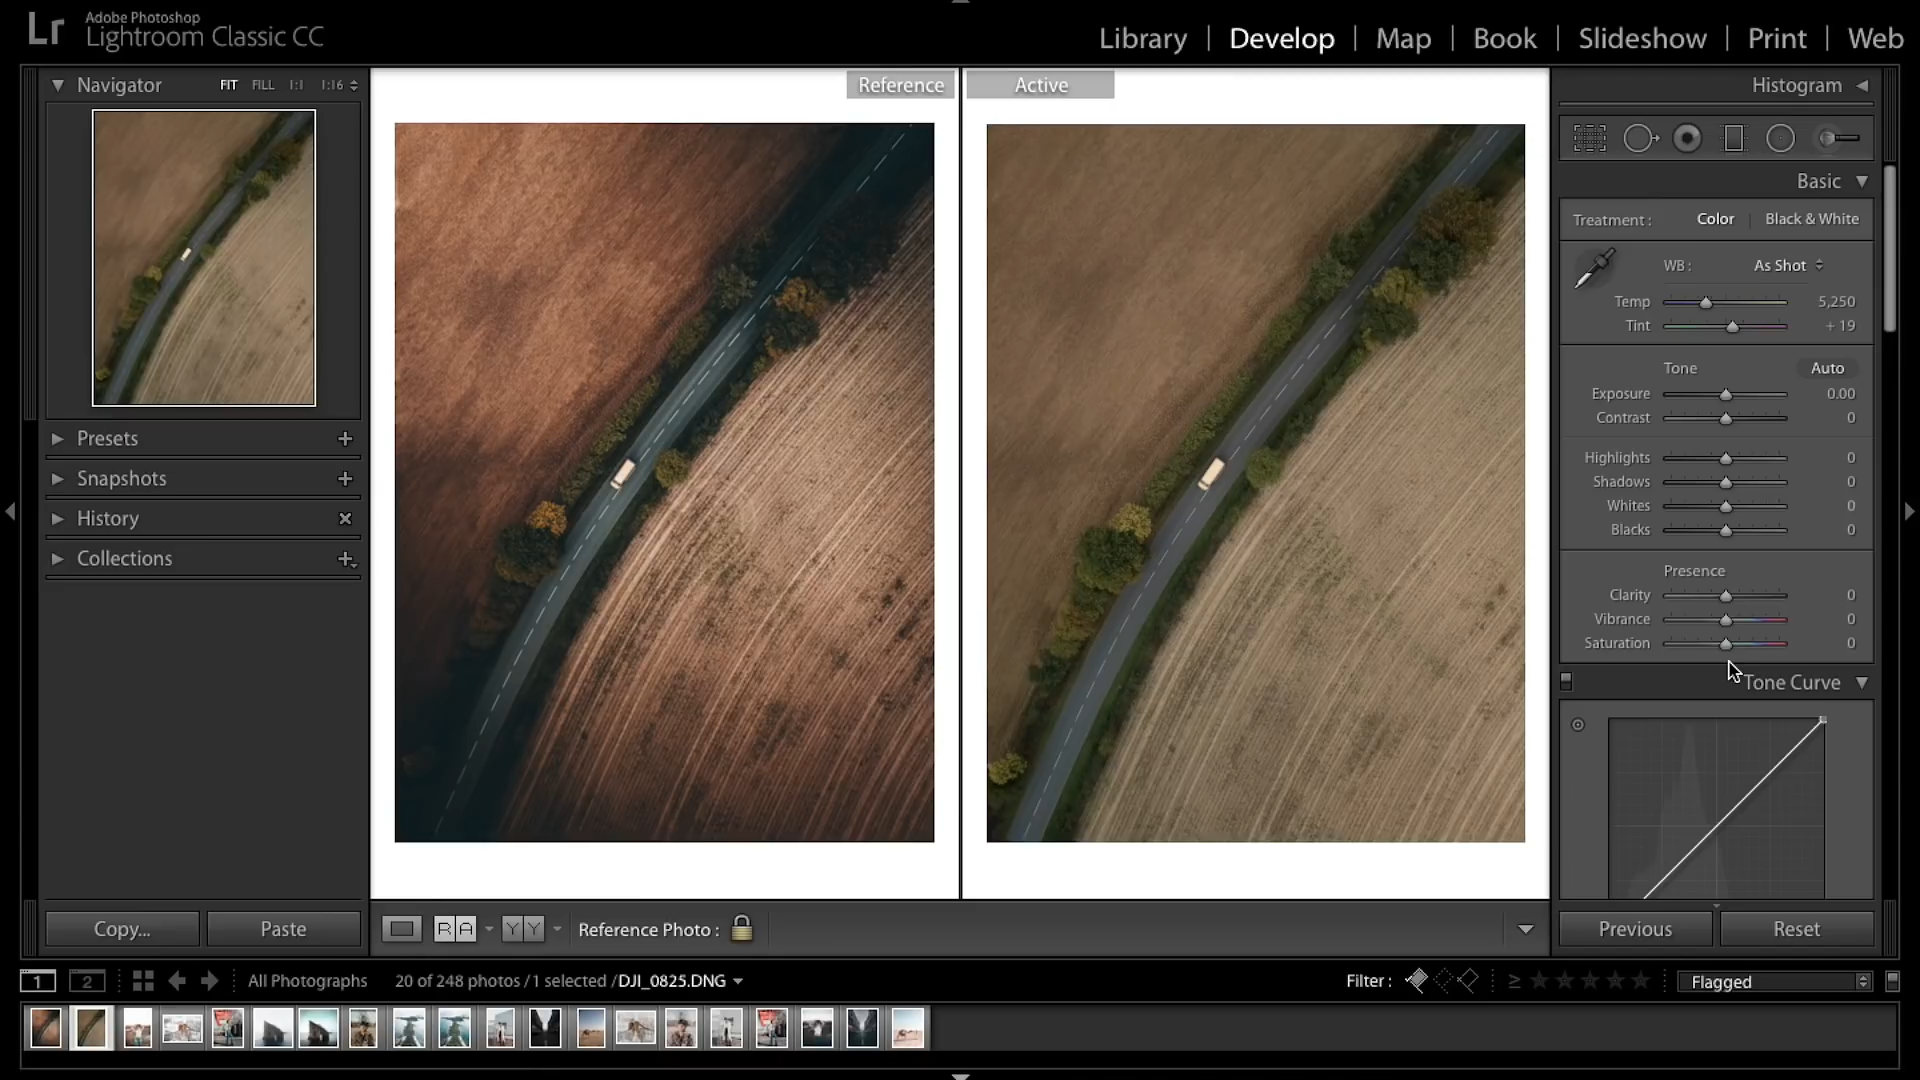 Lr
Adobe Photoshop
Lightroom Classic CC
Library | Develop | Map | Book | Slideshow | Print | Web
Navigator FIT FILL 1:1 1:16
Reference
Active
Histogram
Basic
Treatment : Color Black & White
WB : As Shot
Temp 5,250
Tint + 19
Tone Auto
Exposure 0.00
Contrast 0
Highlights 0
Shadows 0
Whites 0
Blacks 0
Presence
Clarity 0
Vibrance 0
Saturation 0
Tone Curve
Presets
Snapshots
History
Collections
Copy... Paste
R A Y Y Reference Photo :
Previous Reset
1 2 All Photographs 20 of 248 photos /1 selected /DJI_0825.DNG Filter : ≥ Flagged